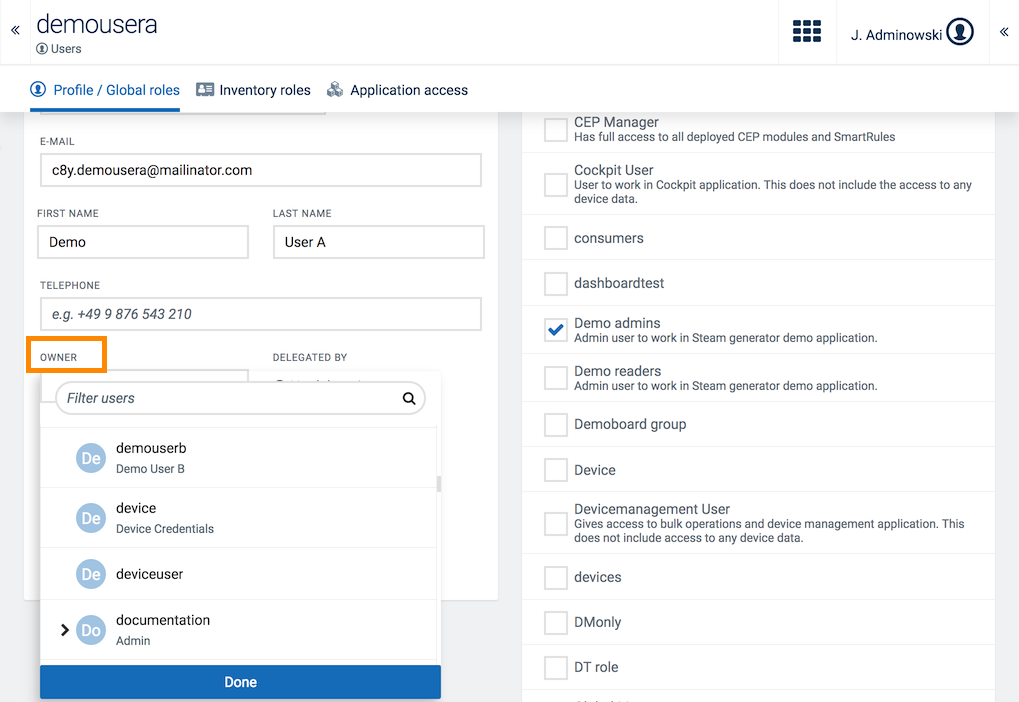 demousera
Users
J. Adminowski
Profile / Global roles
Inventory roles
Application access
E-MAIL
c8y.demousera@mailinator.com
FIRST NAME
LAST NAME
Demo
User A
TELEPHONE
e.g. +49 9 876 543 210
OWNER
DELEGATED BY
Filter users
De
demouserb
Demo User B
De
device
Device Credentials
De
deviceuser
Do
documentation
Admin
Done
CEP Manager
Has full access to all deployed CEP modules and SmartRules
Cockpit User
User to work in Cockpit application. This does not include the access to any
device data.
consumers
dashboardtest
Demo admins
Admin user to work in Steam generator demo application.
Demo readers
Admin user to work in Steam generator demo application.
Demoboard group
Device
Devicemanagement User
Gives access to bulk operations and device management application. This
does not include access to any device data.
devices
DMonly
DT role